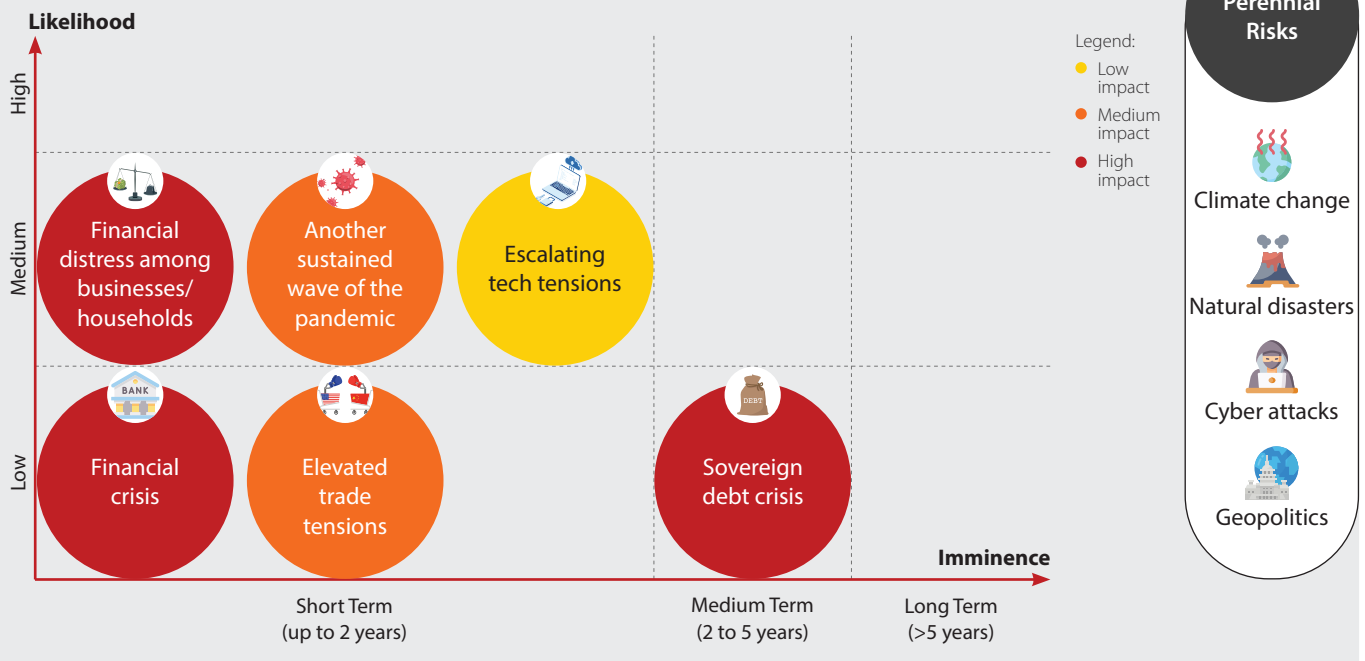 Likelihood
High
Medium
Low
Financial
distress among
businesses/
households
Another
sustained
wave of the
pandemic
Escalating
tech tensions
BANK
Financial
crisis
Elevated
trade
tensions
DEBT
Sovereign
debt crisis
Imminence
Short Term
(up to 2 years)
Medium Term
(2 to 5 years)
Long Term
(>5 years)
Legend:
Low
impact
Medium
impact
High
impact
Perennial
Risks
Climate change
Natural disasters
Cyber attacks
Geopolitics